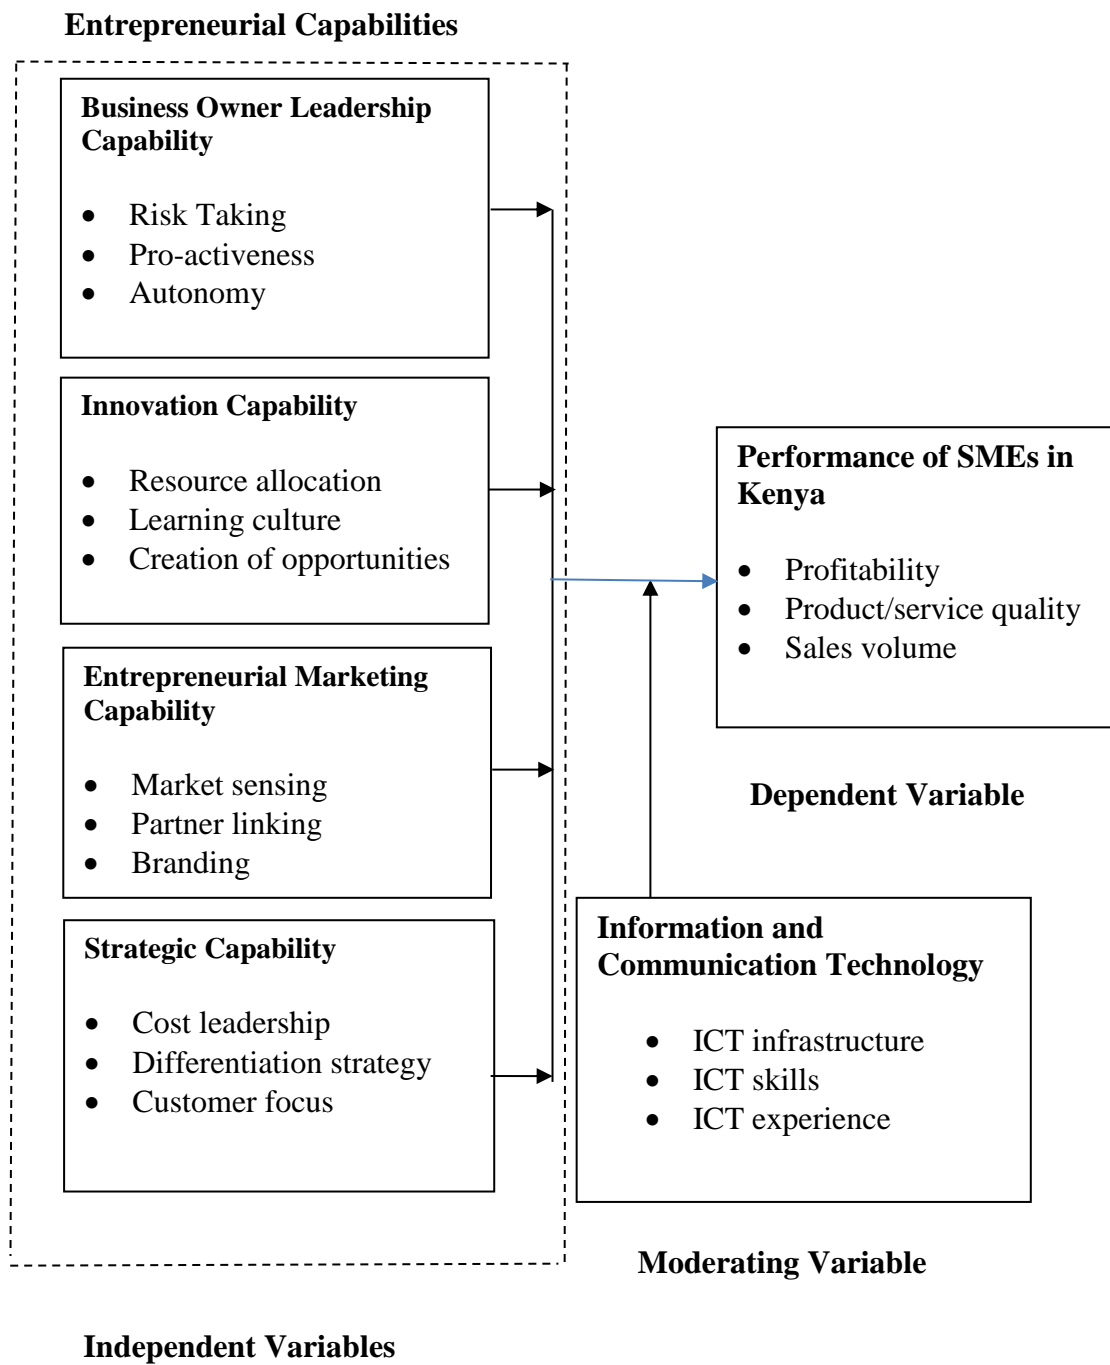 Entrepreneurial Capabilities
Business Owner Leadership
Capability
• Risk Taking
• Pro-activeness
• Autonomy
Innovation Capability
• Resource allocation
• Learning culture
• Creation of opportunities
Entrepreneurial Marketing
Capability
• Market sensing
• Partner linking
• Branding
Strategic Capability
• Cost leadership
• Differentiation strategy
• Customer focus
Independent Variables
Performance of SMEs in
Kenya
• Profitability
• Product/service quality
• Sales volume
Dependent Variable
Information and
Communication Technology
• ICT infrastructure
• ICT skills
• ICT experience
Moderating Variable